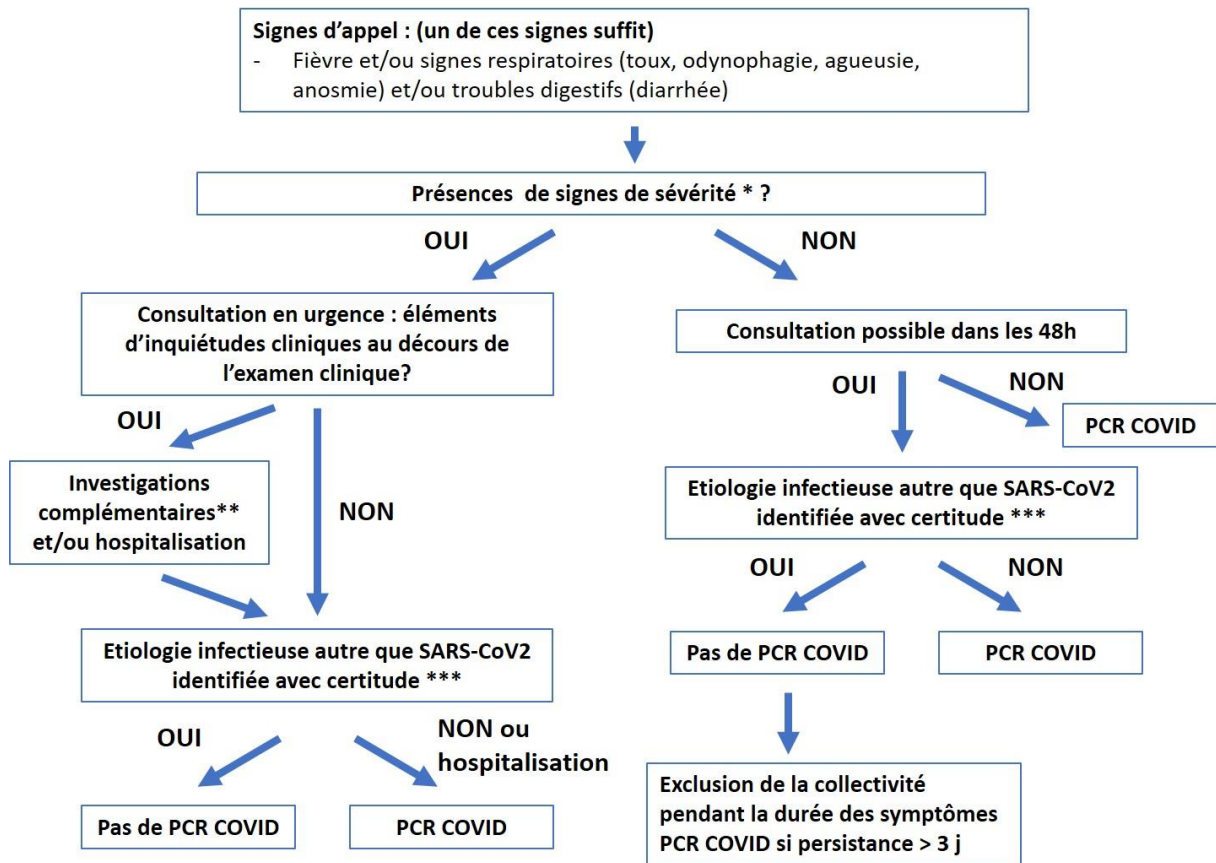 Signes d’appel : (un de ces signes suffit)
- Fièvre et/ou signes respiratoires (toux, odynophagie, agueusie,
anosmie) et/ou troubles digestifs (diarrhée)
Présences de signes de sévérité * ?
OUI
NON
Consultation en urgence : éléments
d’inquiétudes cliniques au décours de
l’examen clinique?
Consultation possible dans les 48h
OUI
NON
OUI
NON
PCR COVID
Investigations
complémentaires**
et/ou hospitalisation
Etiologie infectieuse autre que SARS-CoV2
identifiée avec certitude ***
OUI
NON
Etiologie infectieuse autre que SARS-CoV2
identifiée avec certitude ***
Pas de PCR COVID
PCR COVID
OUI
NON ou
hospitalisation
Pas de PCR COVID
PCR COVID
Exclusion de la collectivité
pendant la durée des symptômes
PCR COVID si persistance > 3 j